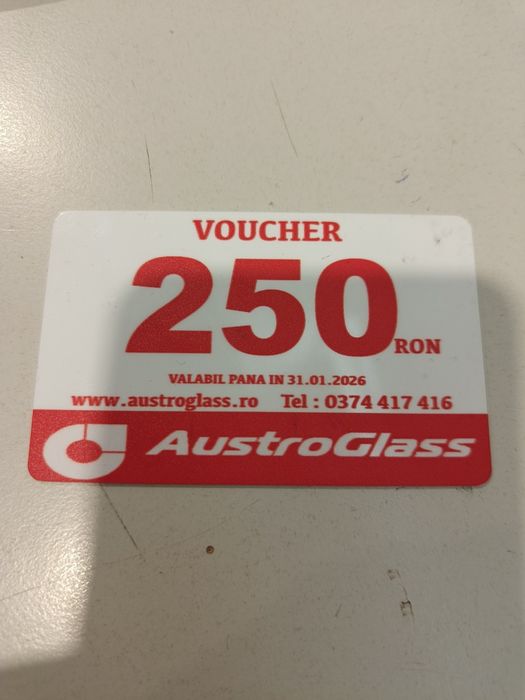 VOUCHER
250 RON
VALABIL PANA IN 31.01.2026
www.austroglass.ro Tel : 0374 417 416
AustroGlass